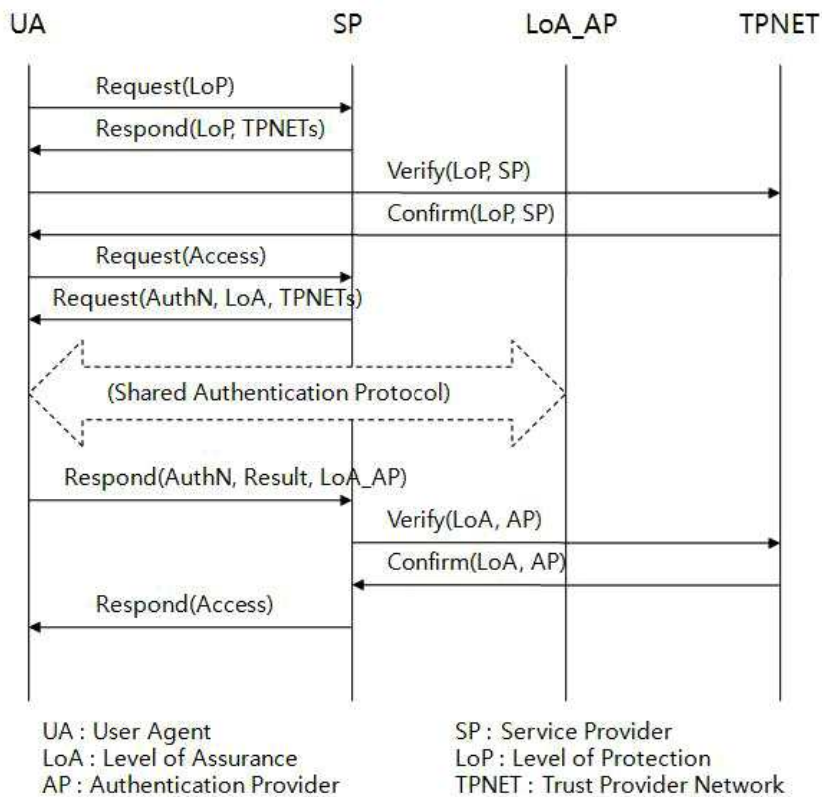 UA SP LoA_AP TPNET
Request(LoP)
Respond(LoP, TPNETs)
Verify(LoP, SP)
Confirm(LoP, SP)
Request(Access)
Request(AuthN, LoA, TPNETs)
(Shared Authentication Protocol)
Respond(AuthN, Result, LoA_AP)
Verify(LoA, AP)
Confirm(LoA, AP)
Respond(Access)
UA : User Agent SP : Service Provider
LoA : Level of Assurance LoP : Level of Protection
AP : Authentication Provider TPNET : Trust Provider Network